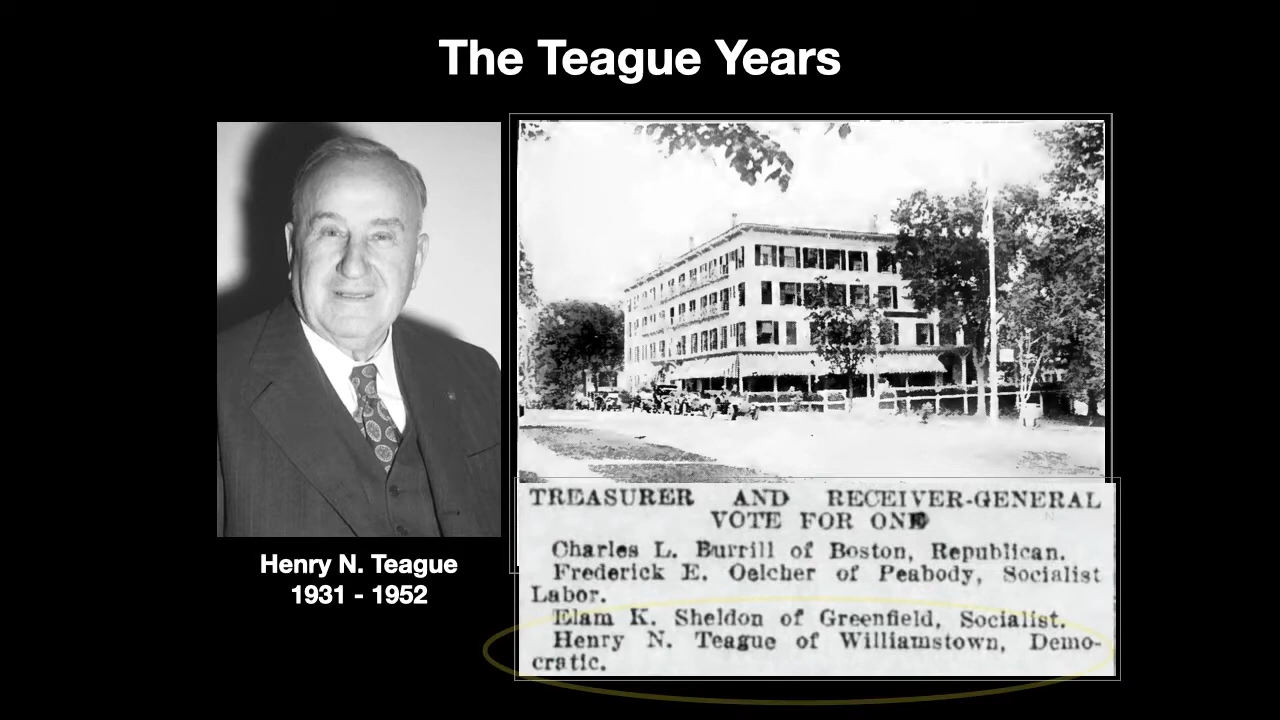 The Teague Years
Henry N. Teague
1931 - 1952
TREASURER AND RECEIVER-GENERAL
VOTE FOR ONE
Charles L. Burrill of Boston, Republican.
Frederick E. Oelcher of Peabody, Socialist
Labor.
Elam K. Sheldon of Greenfield, Socialist.
Henry N. Teague of Williamstown, Demo-
cratic.